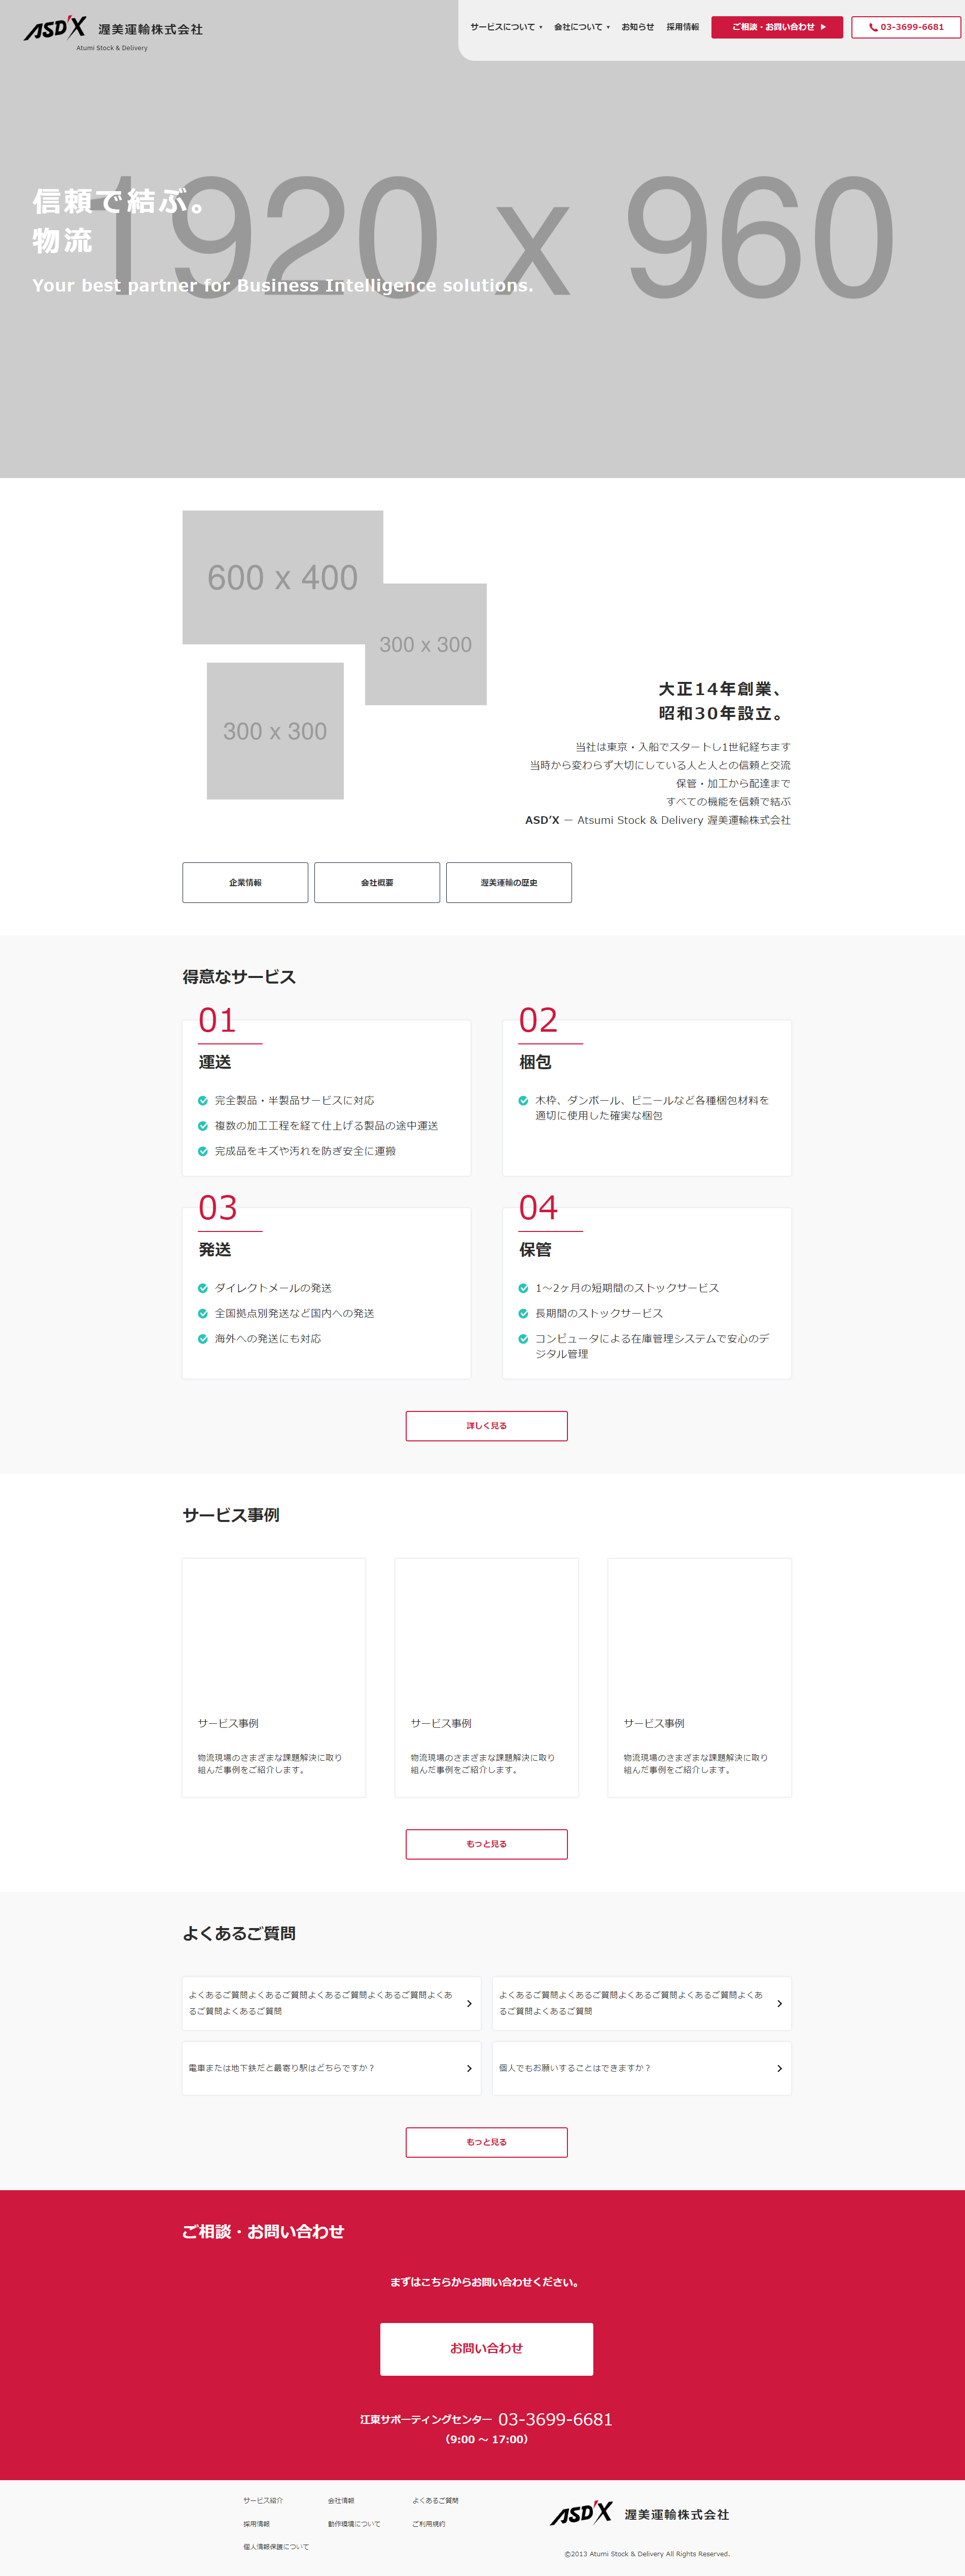 ASD'X 渥美運輸株式会社
Atumi Stock & Delivery
サービスについて ▾ 会社について ▾ お知らせ 採用情報 ご相談・お問い合わせ ▶ 03-3699-6681
1920 x 960
信頼で結ぶ。
物流
Your best partner for Business Intelligence solutions.
600 x 400
300 x 300
300 x 300
大正14年創業、
昭和30年設立。
当社は東京・入船でスタートし1世紀経ちます
当時から変わらず大切にしている人と人との信頼と交流
保管・加工から配達まで
すべての機能を信頼で結ぶ
ASD’X ― Atsumi Stock & Delivery 渥美運輸株式会社
企業情報 会社概要 渥美運輸の歴史
得意なサービス
01
運送
完全製品・半製品サービスに対応
複数の加工工程を経て仕上げる製品の途中運送
完成品をキズや汚れを防ぎ安全に運搬
02
梱包
木枠、ダンボール、ビニールなど各種梱包材料を
適切に使用した確実な梱包
03
発送
ダイレクトメールの発送
全国拠点別発送など国内への発送
海外への発送にも対応
04
保管
1～2ヶ月の短期間のストックサービス
長期間のストックサービス
コンピュータによる在庫管理システムで安心のデ
ジタル管理
詳しく見る
サービス事例
サービス事例
物流現場のさまざまな課題解決に取り
組んだ事例をご紹介します。
サービス事例
物流現場のさまざまな課題解決に取り
組んだ事例をご紹介します。
サービス事例
物流現場のさまざまな課題解決に取り
組んだ事例をご紹介します。
もっと見る
よくあるご質問
よくあるご質問よくあるご質問よくあるご質問よくあるご質問よくあ
るご質問よくあるご質問
よくあるご質問よくあるご質問よくあるご質問よくあるご質問よくあ
るご質問よくあるご質問
電車または地下鉄だと最寄り駅はどちらですか？
個人でもお願いすることはできますか？
もっと見る
ご相談・お問い合わせ
まずはこちらからお問い合わせください。
お問い合わせ
江東サポーティングセンター 03-3699-6681
（9:00 ～ 17:00）
サービス紹介 会社情報 よくあるご質問
採用情報 動作環境について ご利用規約
個人情報保護について
ASD'X 渥美運輸株式会社
©2013 Atumi Stock & Delivery All Rights Reserved.